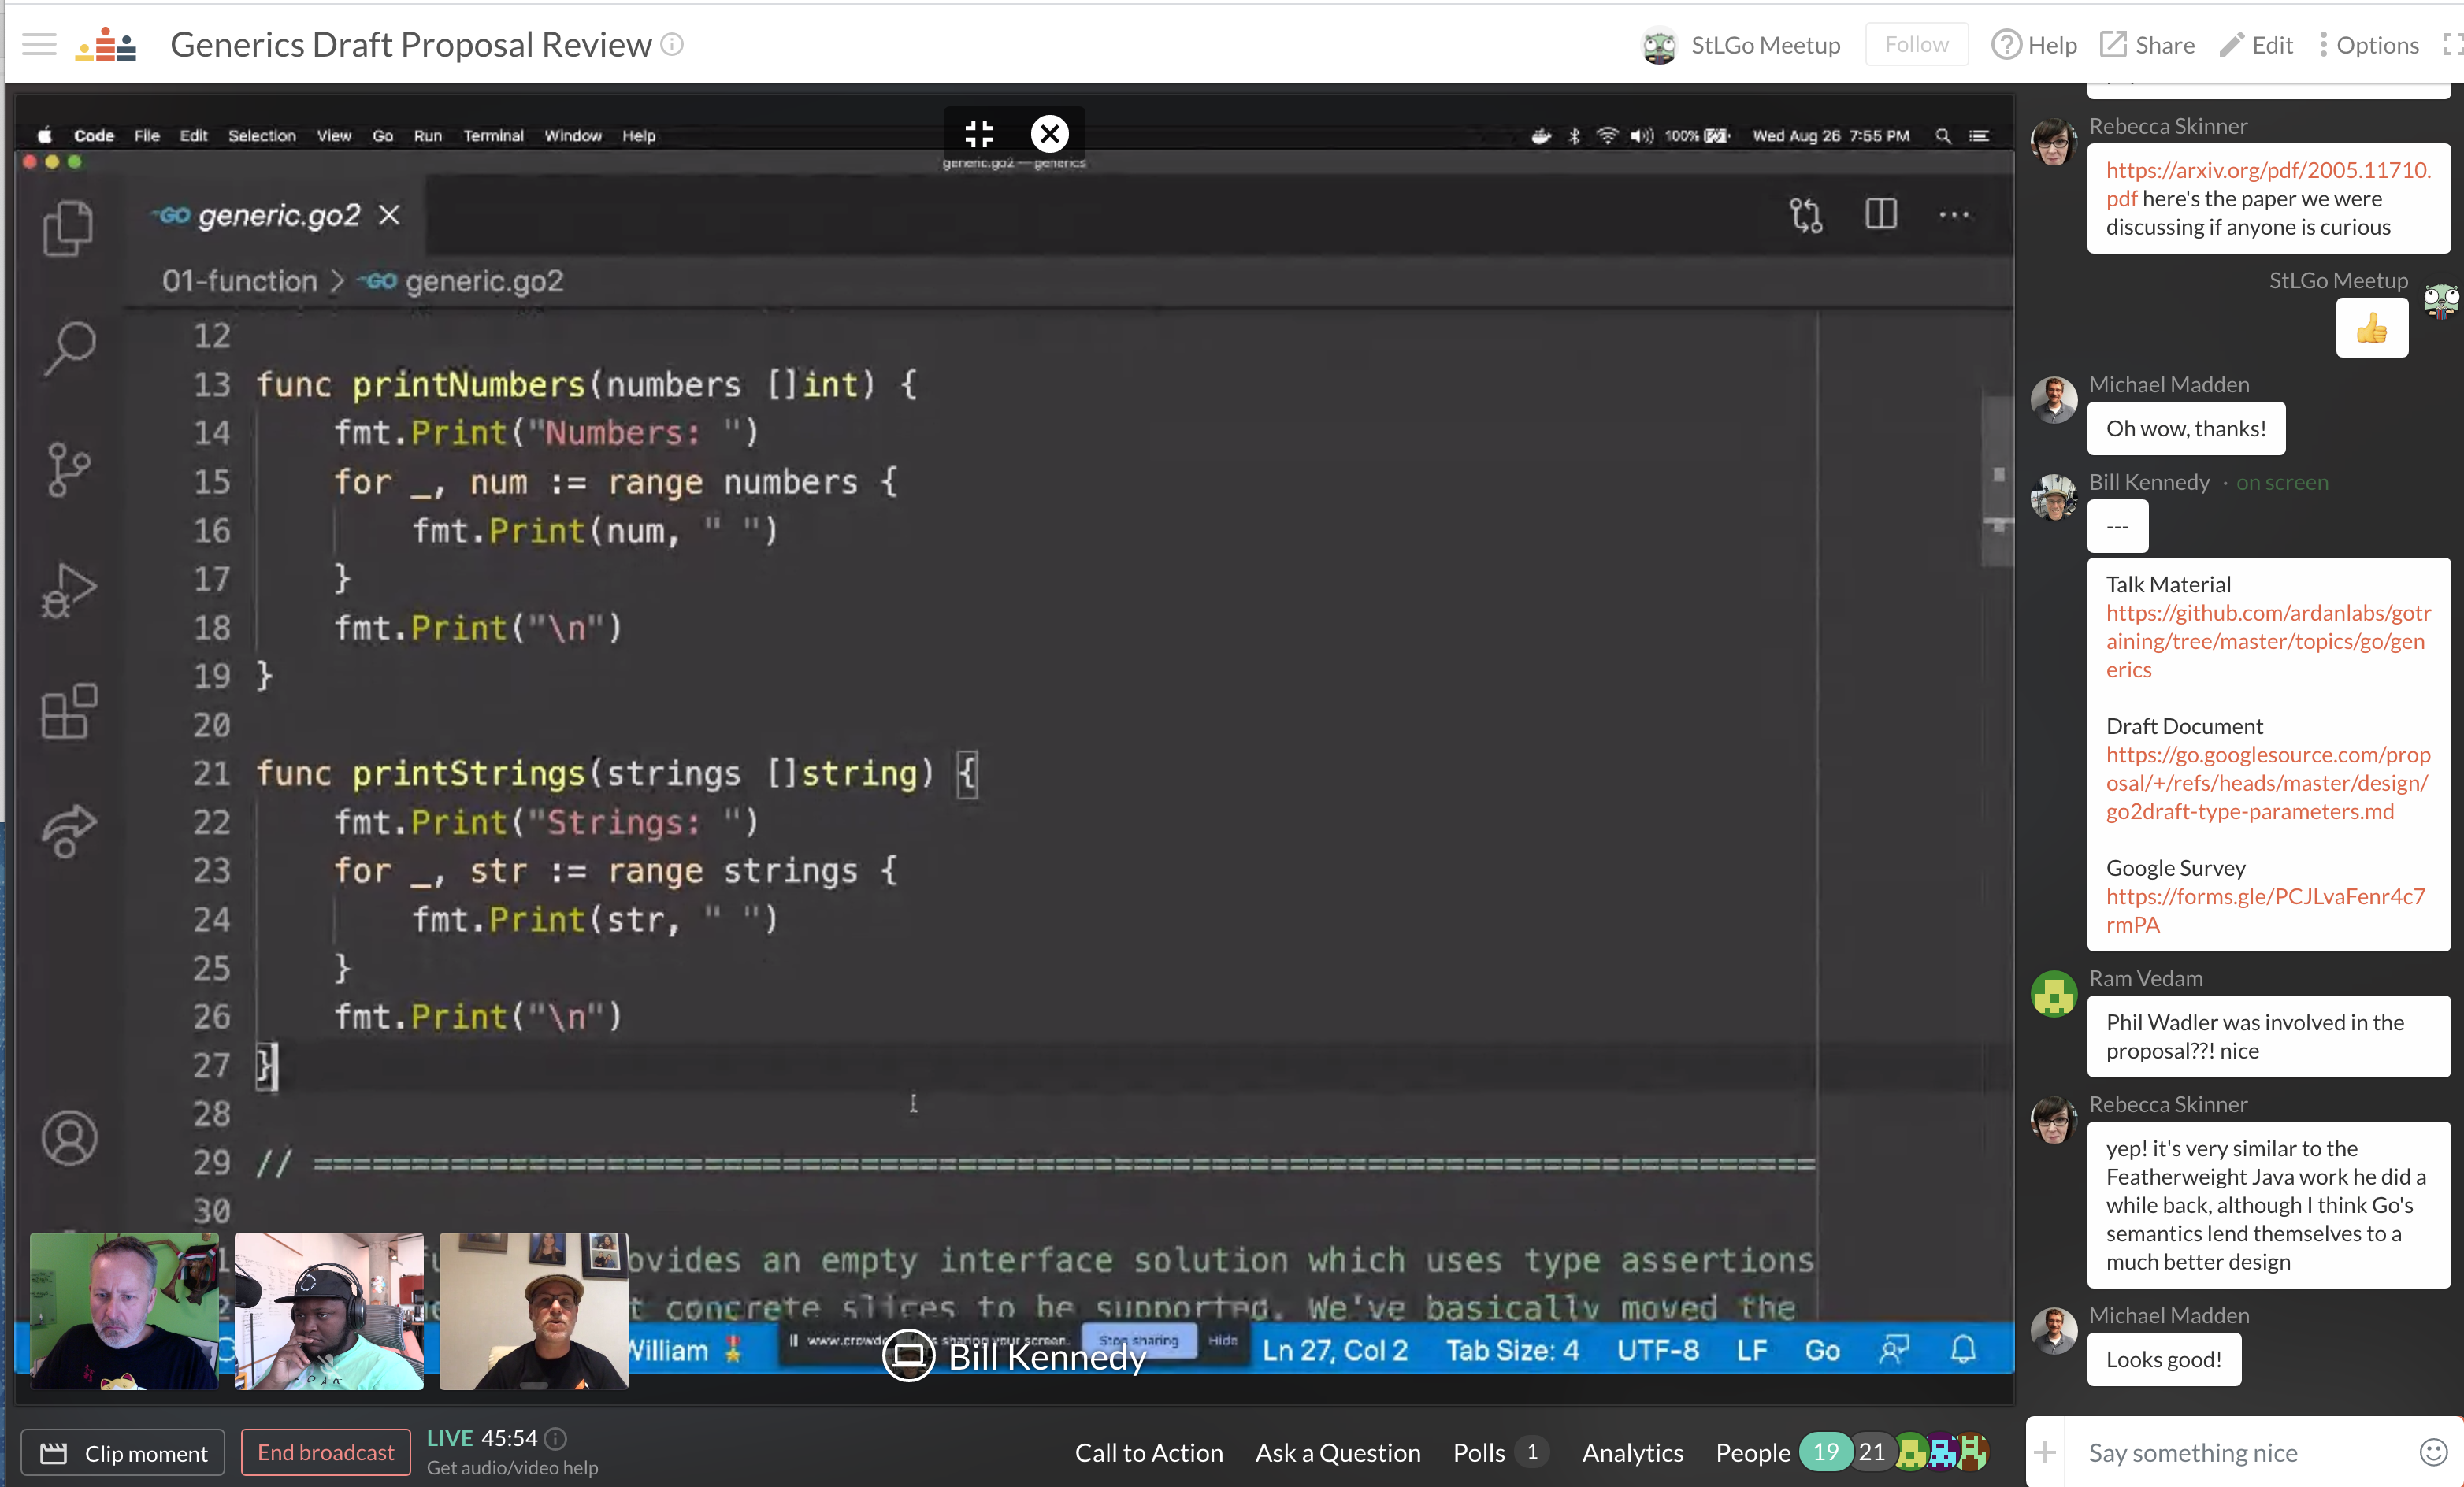 Generics Draft Proposal Review
StLGo Meetup
Follow
Help
Share
Edit
Options
Code File Edit Selection View Go Run Terminal Window Help
100%
Wed Aug 26 7:55 PM
generic.go2 — generics
GO generic.go2
01-function > GO generic.go2
12
13 func printNumbers(numbers []int) {
14 fmt.Print("Numbers: ")
15 for _, num := range numbers {
16 fmt.Print(num, " ")
17 }
18 fmt.Print("\n")
19 }
20
21 func printStrings(strings []string) {
22 fmt.Print("Strings: ")
23 for _, str := range strings {
24 fmt.Print(str, " ")
25 }
26 fmt.Print("\n")
27 }
28
29 // =============================================================================
30
ovides an empty interface solution which uses type assertions
t concrete slices to be supported. We've basically moved the
William
www.crowdc
s sharing your screen.
Stop sharing
Hide
Bill Kennedy
Ln 27, Col 2
Tab Size: 4
UTF-8
LF
Go
Clip moment
End broadcast
LIVE 45:54
Get audio/video help
Call to Action
Ask a Question
Polls 1
Analytics
People 19 21
Rebecca Skinner
https://arxiv.org/pdf/2005.11710.
pdf here's the paper we were
discussing if anyone is curious
StLGo Meetup
👍
Michael Madden
Oh wow, thanks!
Bill Kennedy · on screen
---
Talk Material
https://github.com/ardanlabs/gotr
aining/tree/master/topics/go/gen
erics
Draft Document
https://go.googlesource.com/prop
osal/+/refs/heads/master/design/
go2draft-type-parameters.md
Google Survey
https://forms.gle/PCJLvaFenr4c7
rmPA
Ram Vedam
Phil Wadler was involved in the
proposal??! nice
Rebecca Skinner
yep! it's very similar to the
Featherweight Java work he did a
while back, although I think Go's
semantics lend themselves to a
much better design
Michael Madden
Looks good!
Say something nice